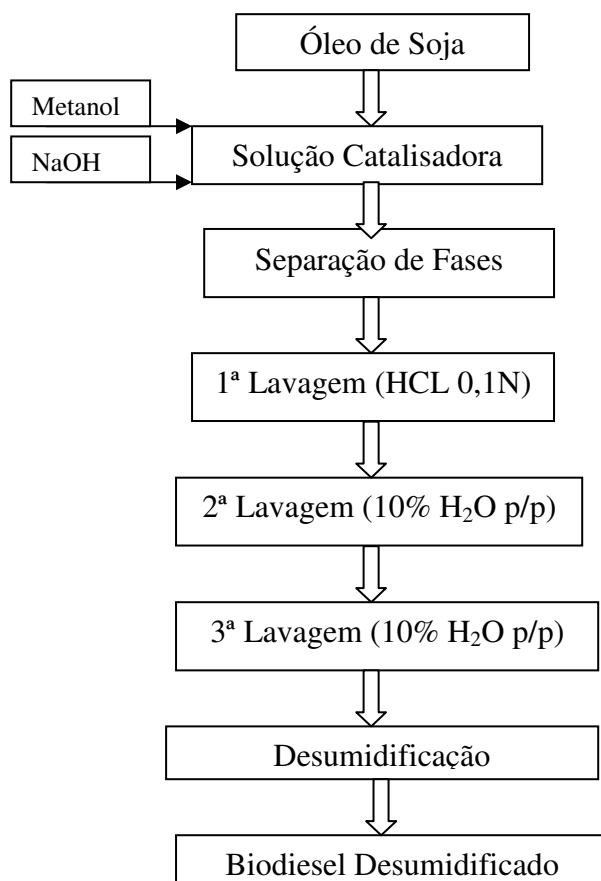 Óleo de Soja
Metanol
NaOH
Solução Catalisadora
Separação de Fases
1ª Lavagem (HCL 0,1N)
2ª Lavagem (10% H₂O p/p)
3ª Lavagem (10% H₂O p/p)
Desumidificação
Biodiesel Desumidificado